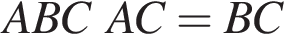 ABC AC = BC